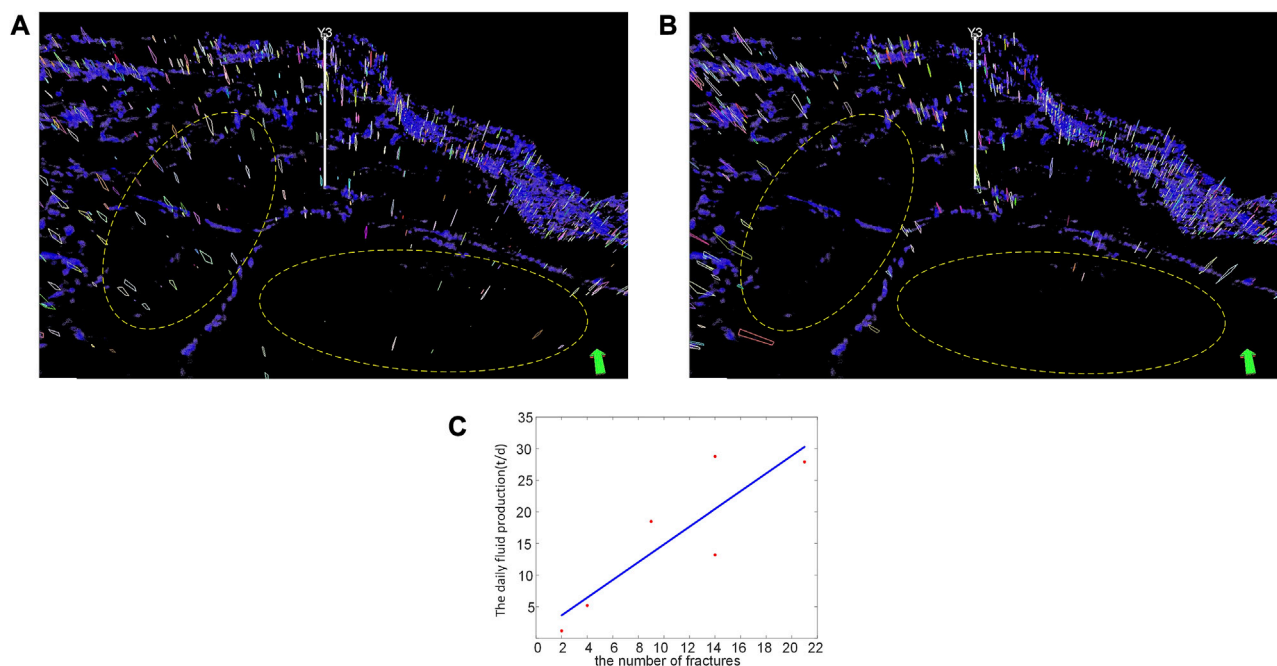 A
B
Y3
Y3
C
The daily fluid production(t/d)
35
30
25
20
15
10
5
0 2 4 6 8 10 12 14 16 18 20 22
the number of fractures